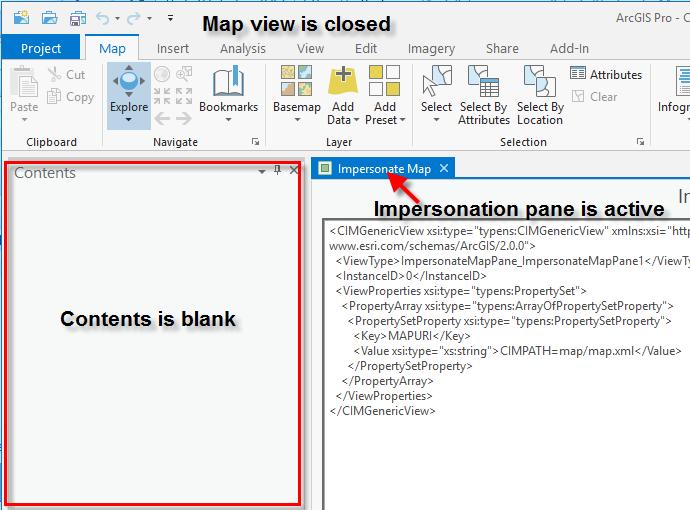 Map view is closed
ArcGIS Pro - C
Project Map Insert Analysis View Edit Imagery Share Add-In
Paste
Cut
Copy
Clipboard
Explore
Bookmarks
Navigate
Basemap
Add Data
Add Preset
Layer
Select
Select By Attributes
Select By Location
Attributes
Clear
Selection
Infogr
Contents
Impersonate Map
Impersonation pane is active
In
<CIMGenericView xsi:type="typens:CIMGenericView" xmlns:xsi="http
www.esri.com/schemas/ArcGIS/2.0.0">
<ViewType>ImpersonateMapPane_ImpersonateMapPane1</ViewTy
<InstanceID>0</InstanceID>
<ViewProperties xsi:type="typens:PropertySet">
<PropertyArray xsi:type="typens:ArrayOfPropertySetProperty">
<PropertySetProperty xsi:type="typens:PropertySetProperty">
<Key>MAPURI</Key>
<Value xsi:type="xs:string">CIMPATH=map/map.xml</Value>
</PropertySetProperty>
</PropertyArray>
</ViewProperties>
</CIMGenericView>
Contents is blank